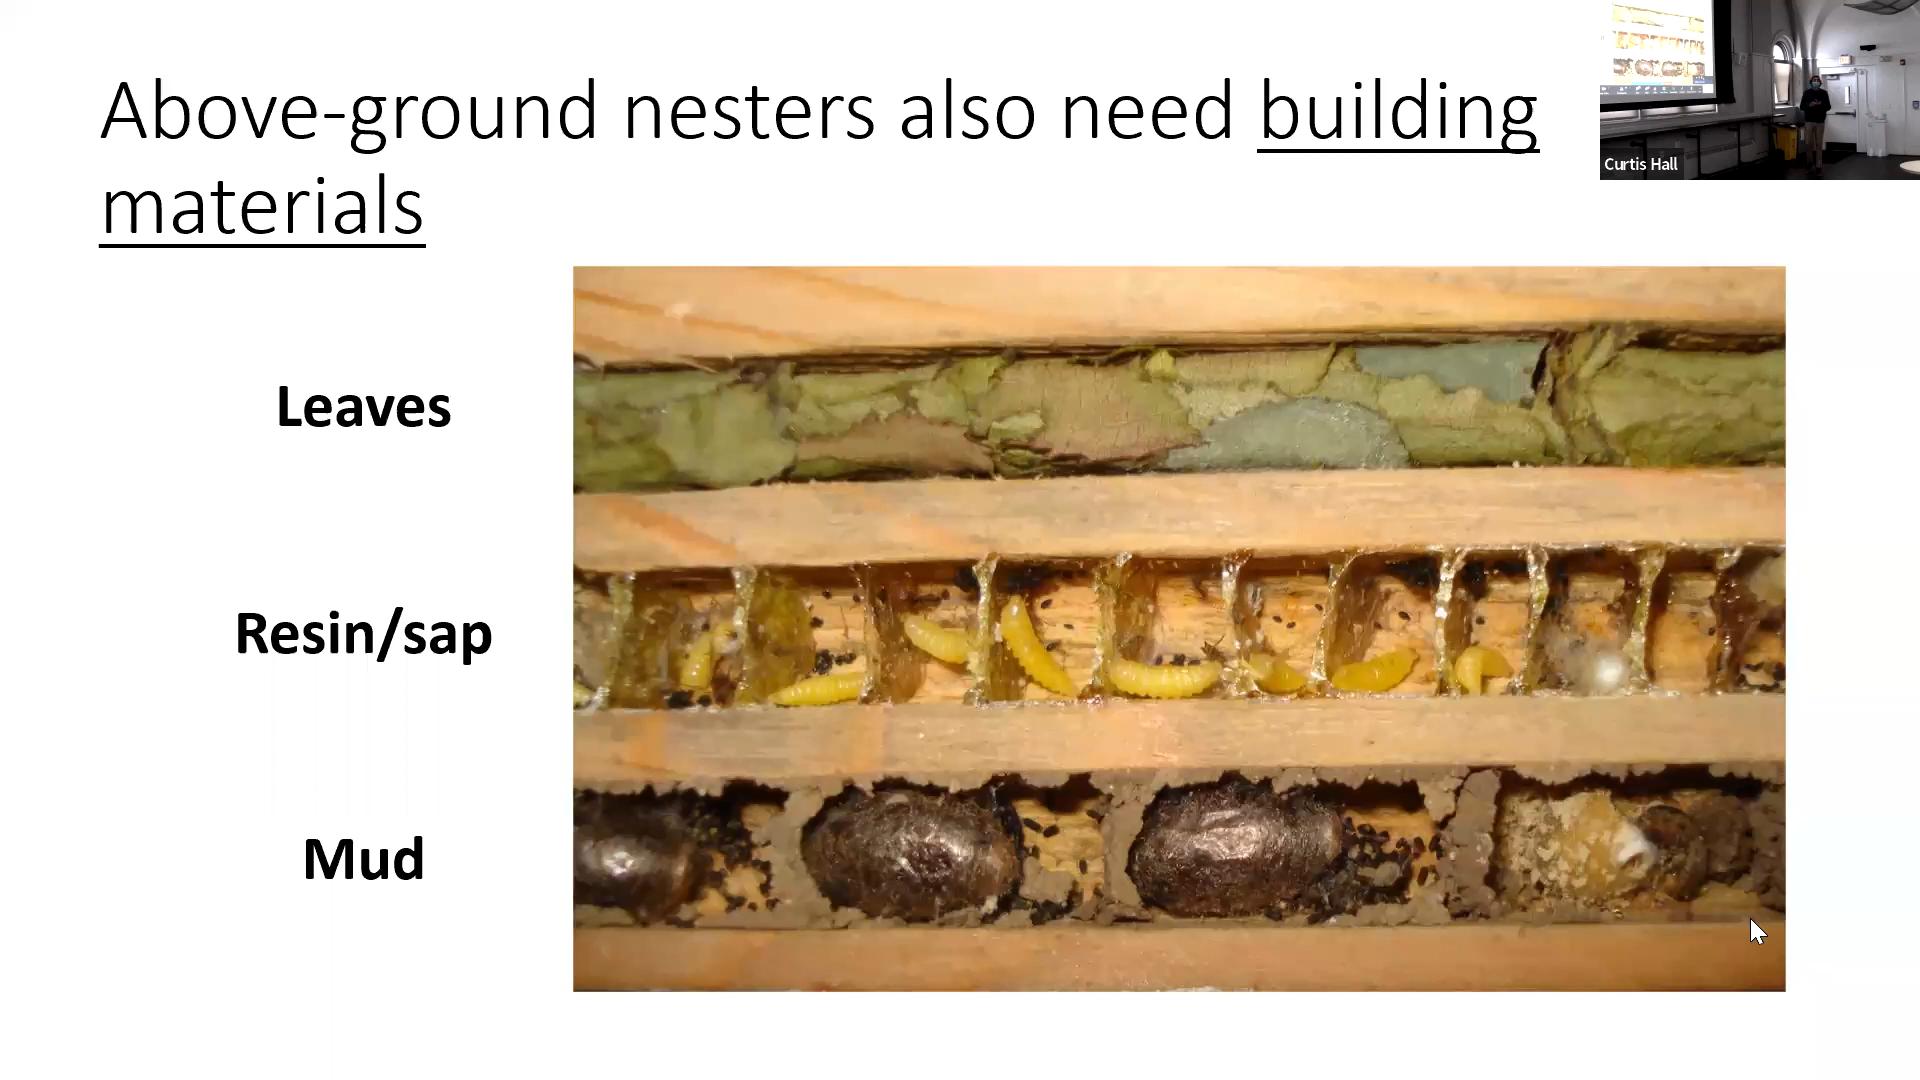 Above-ground nesters also need building
materials
Curtis Hall
Leaves
Resin/sap
Mud